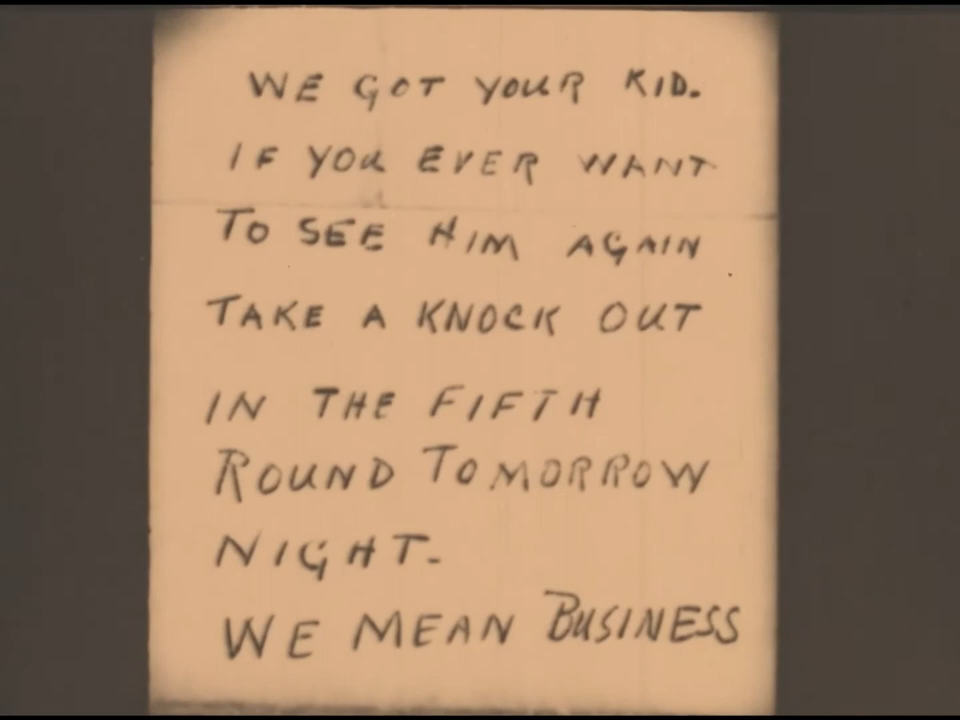 WE GOT YOUR KID.
IF YOU EVER WANT
TO SEE HIM AGAIN
TAKE A KNOCK OUT
IN THE FIFTH
ROUND TOMORROW
NIGHT-
WE MEAN BUSINESS